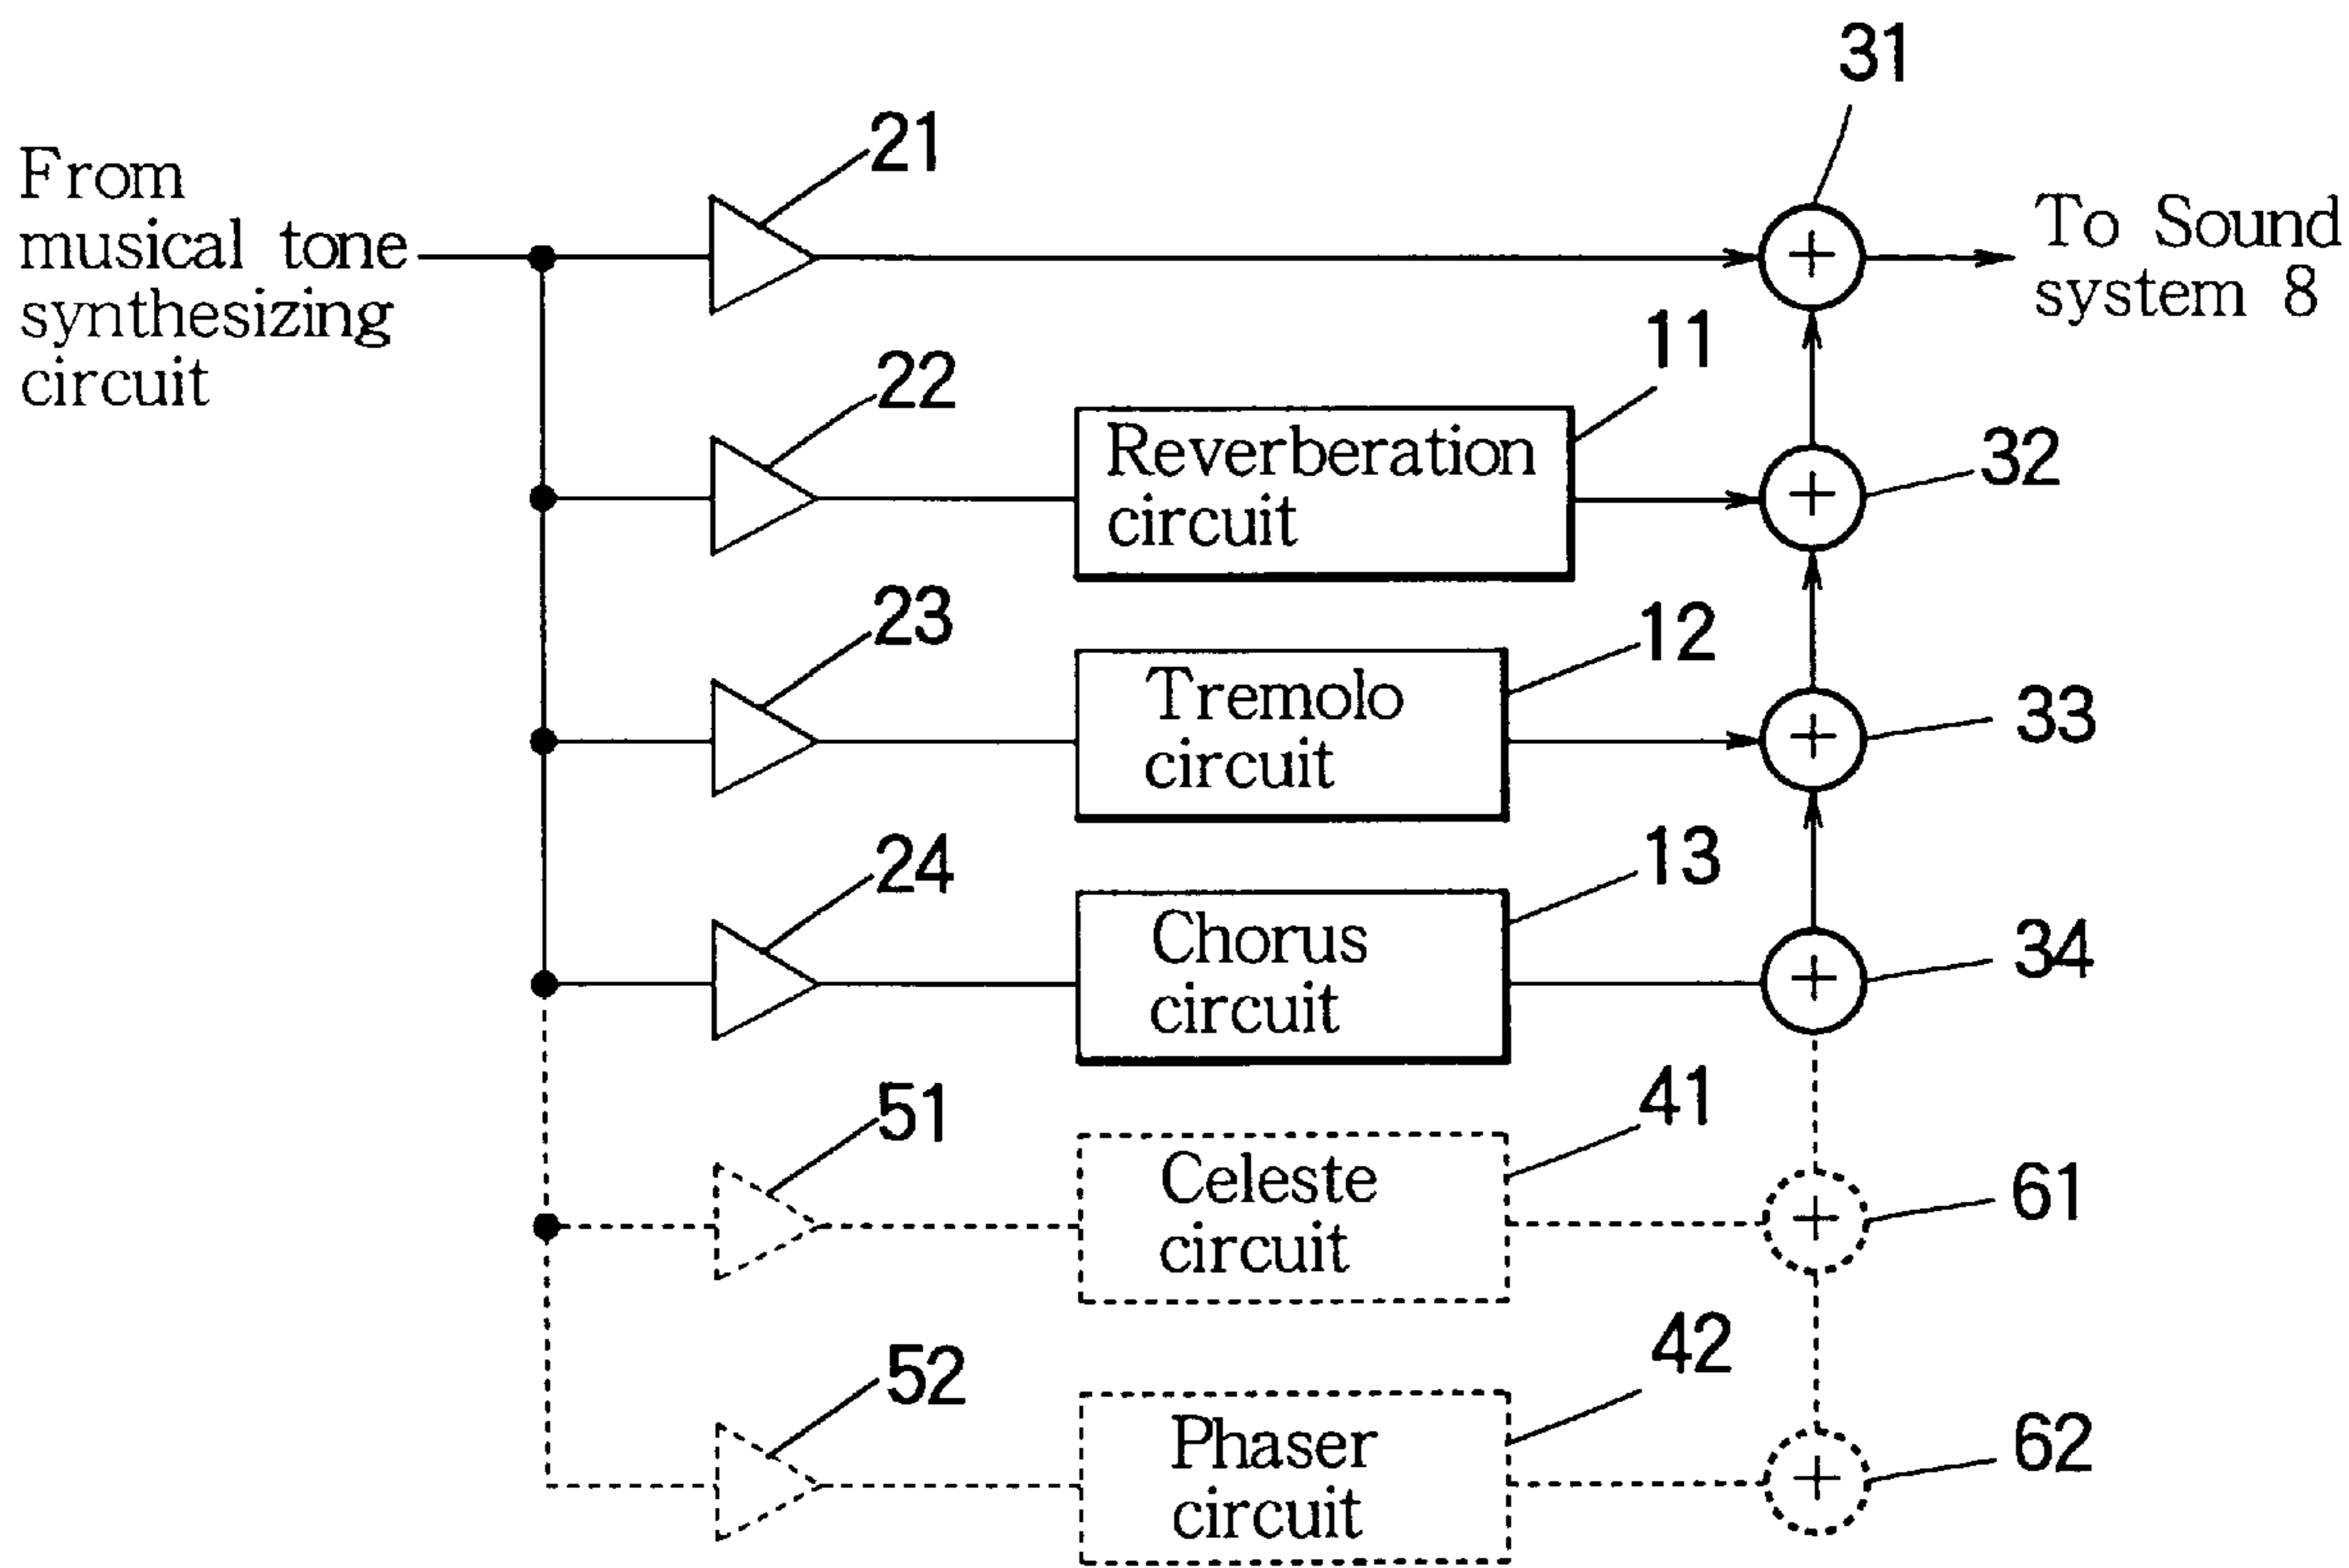 31
21
From
musical tone
synthesizing
circuit
To Sound
system 8
11
22
Reverberation
circuit
32
23
12
Tremolo
circuit
33
24
13
Chorus
circuit
34
51
41
Celeste
circuit
61
52
42
Phaser
circuit
62